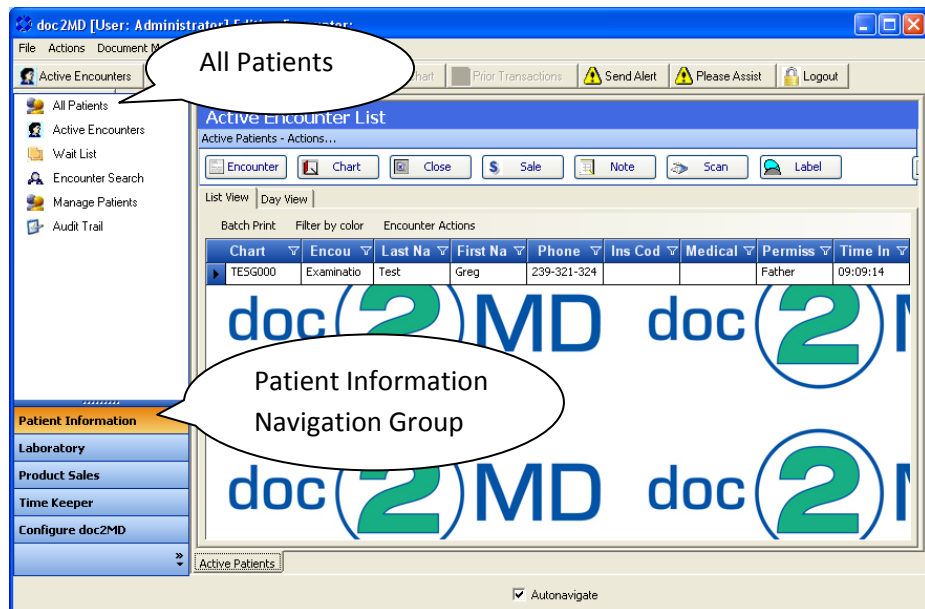 doc2MD [User: Administrator] Editing Encounter:
File Actions Document M
All Patients
Active Encounters
hart
Prior Transactions
Send Alert
Please Assist
Logout
All Patients
Active Encounters
Wait List
Encounter Search
Manage Patients
Audit Trail
Active Encounter List
Active Patients - Actions...
Encounter Chart Close Sale Note Scan Label
List View Day View
Batch Print Filter by color Encounter Actions
Chart Encou Last Na First Na Phone Ins Cod Medical Permiss Time In
TESG000 Examinatio Test Greg 239-321-324 Father 09:09:14
doc2MD doc2M
Patient Information
Navigation Group
doc2MD doc2M
Patient Information
Laboratory
Product Sales
Time Keeper
Configure doc2MD
Active Patients
Autonavigate